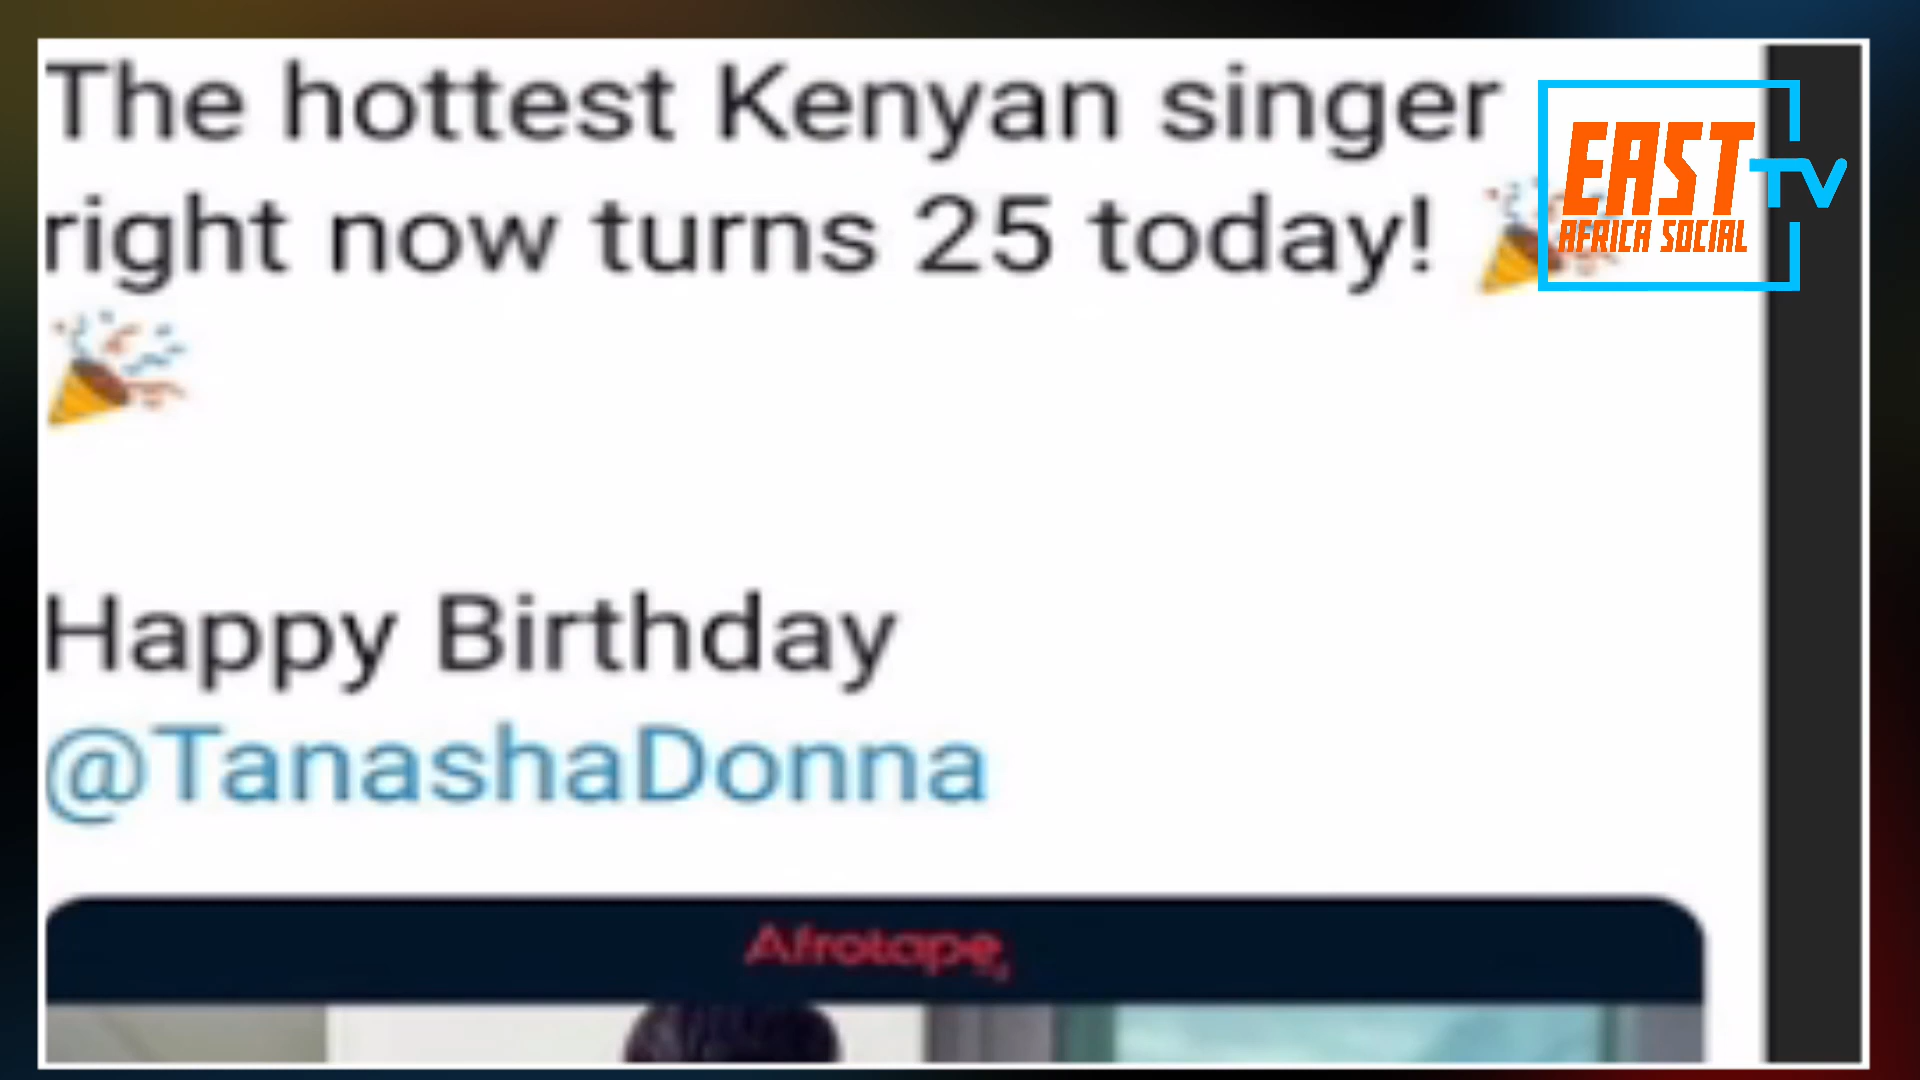 The hottest Kenyan singer
right now turns 25 today! 🎉
🎉
Happy Birthday
@TanashaDonna
Afrotape
EAST
TV
AFRICA SOCIAL